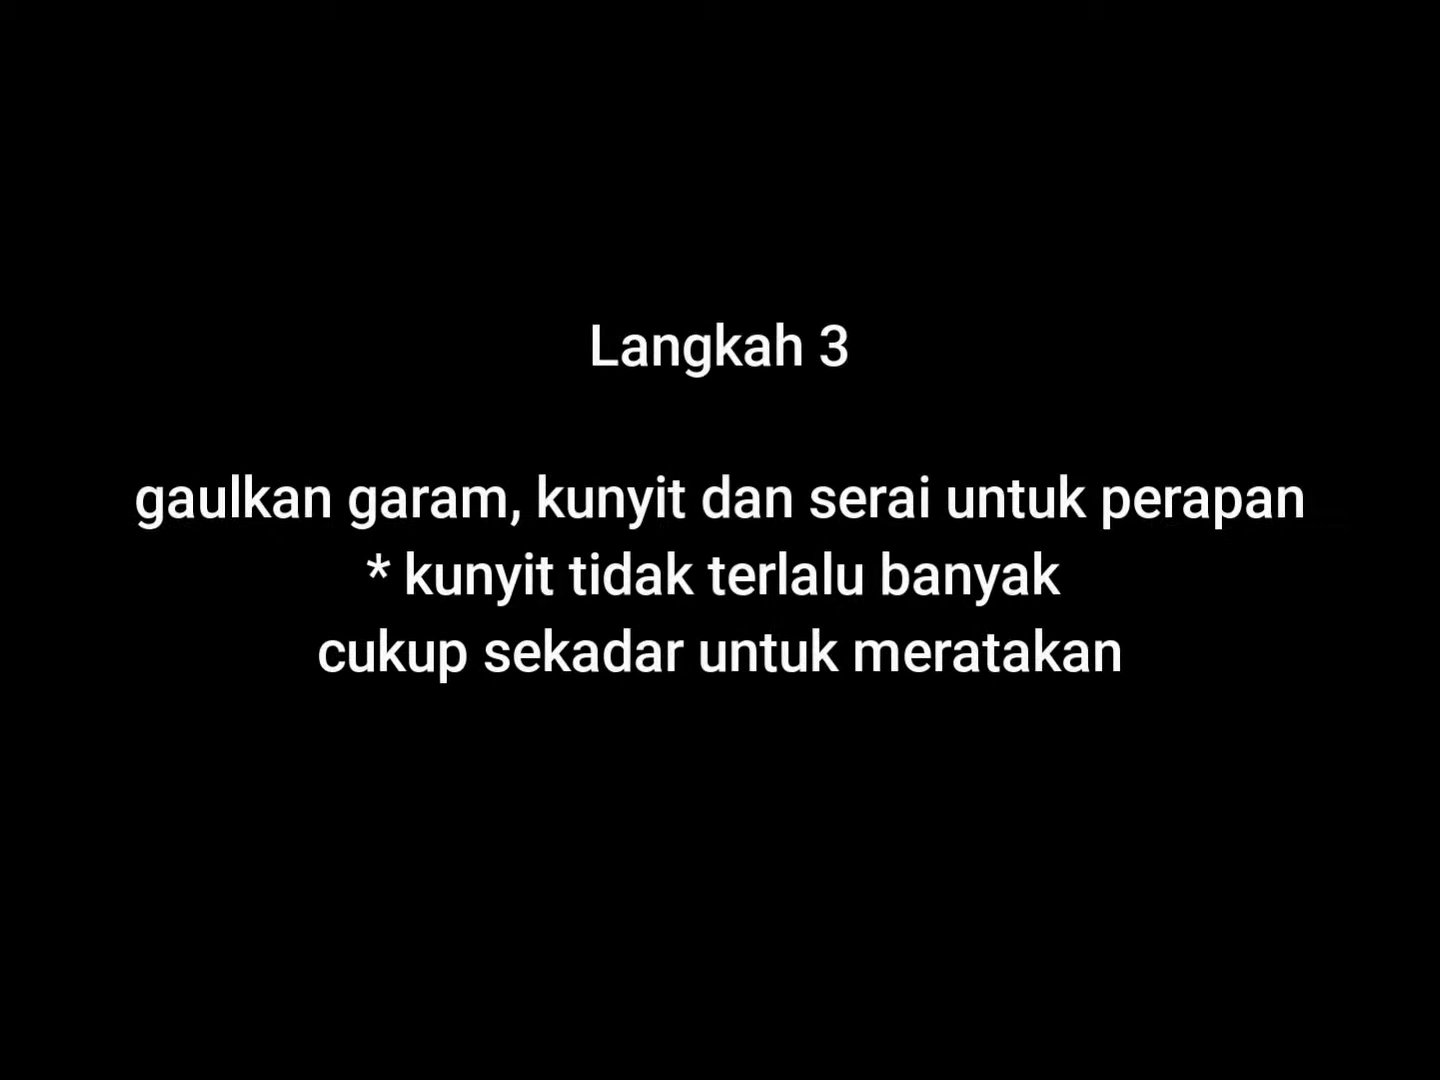 Langkah 3
gaulkan garam, kunyit dan serai untuk perapan
* kunyit tidak terlalu banyak
cukup sekadar untuk meratakan